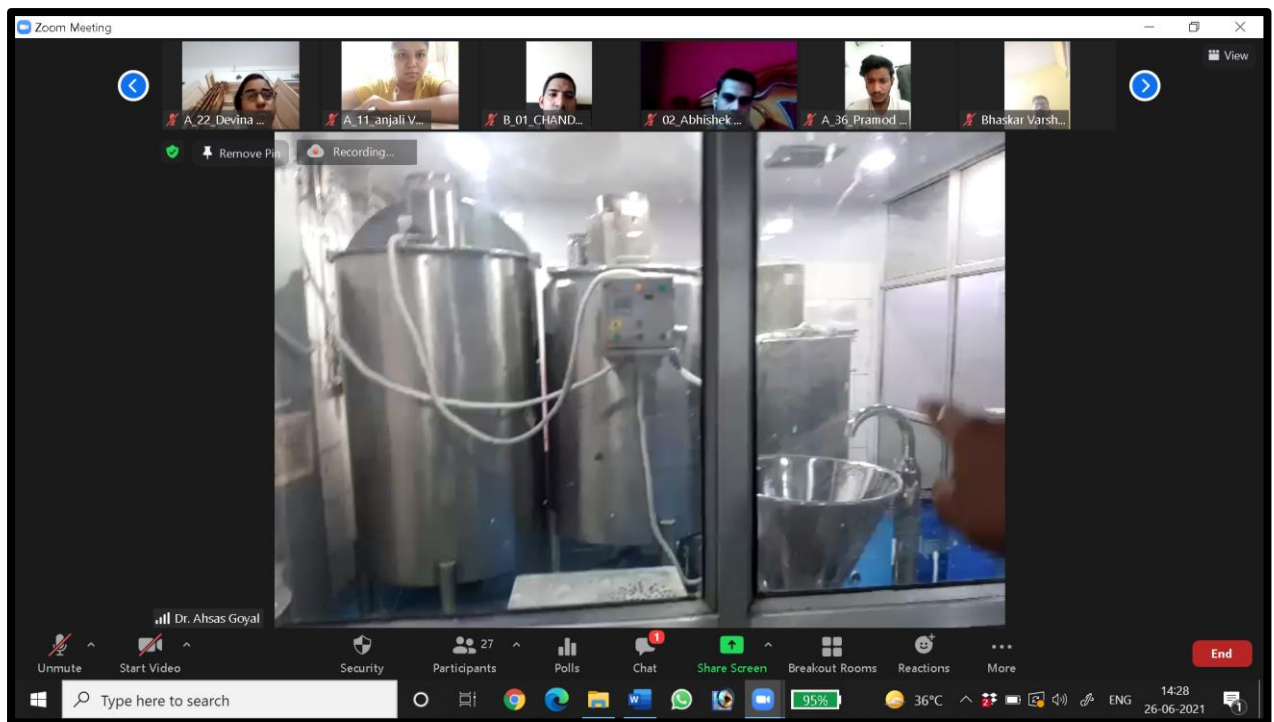 Zoom Meeting
View
A_22_Devina ...
A_11_anjali V...
B_01_CHAND...
02_Abhishek ...
A_36_Pramod ...
Bhaskar Varsh...
Remove Pin
Recording...
Dr. Ahsas Goyal
27
1
Unmute
Start Video
Security
Participants
Polls
Chat
Share Screen
Breakout Rooms
Reactions
More
End
Type here to search
95%
36°C
ENG
14:28
26-06-2021
1